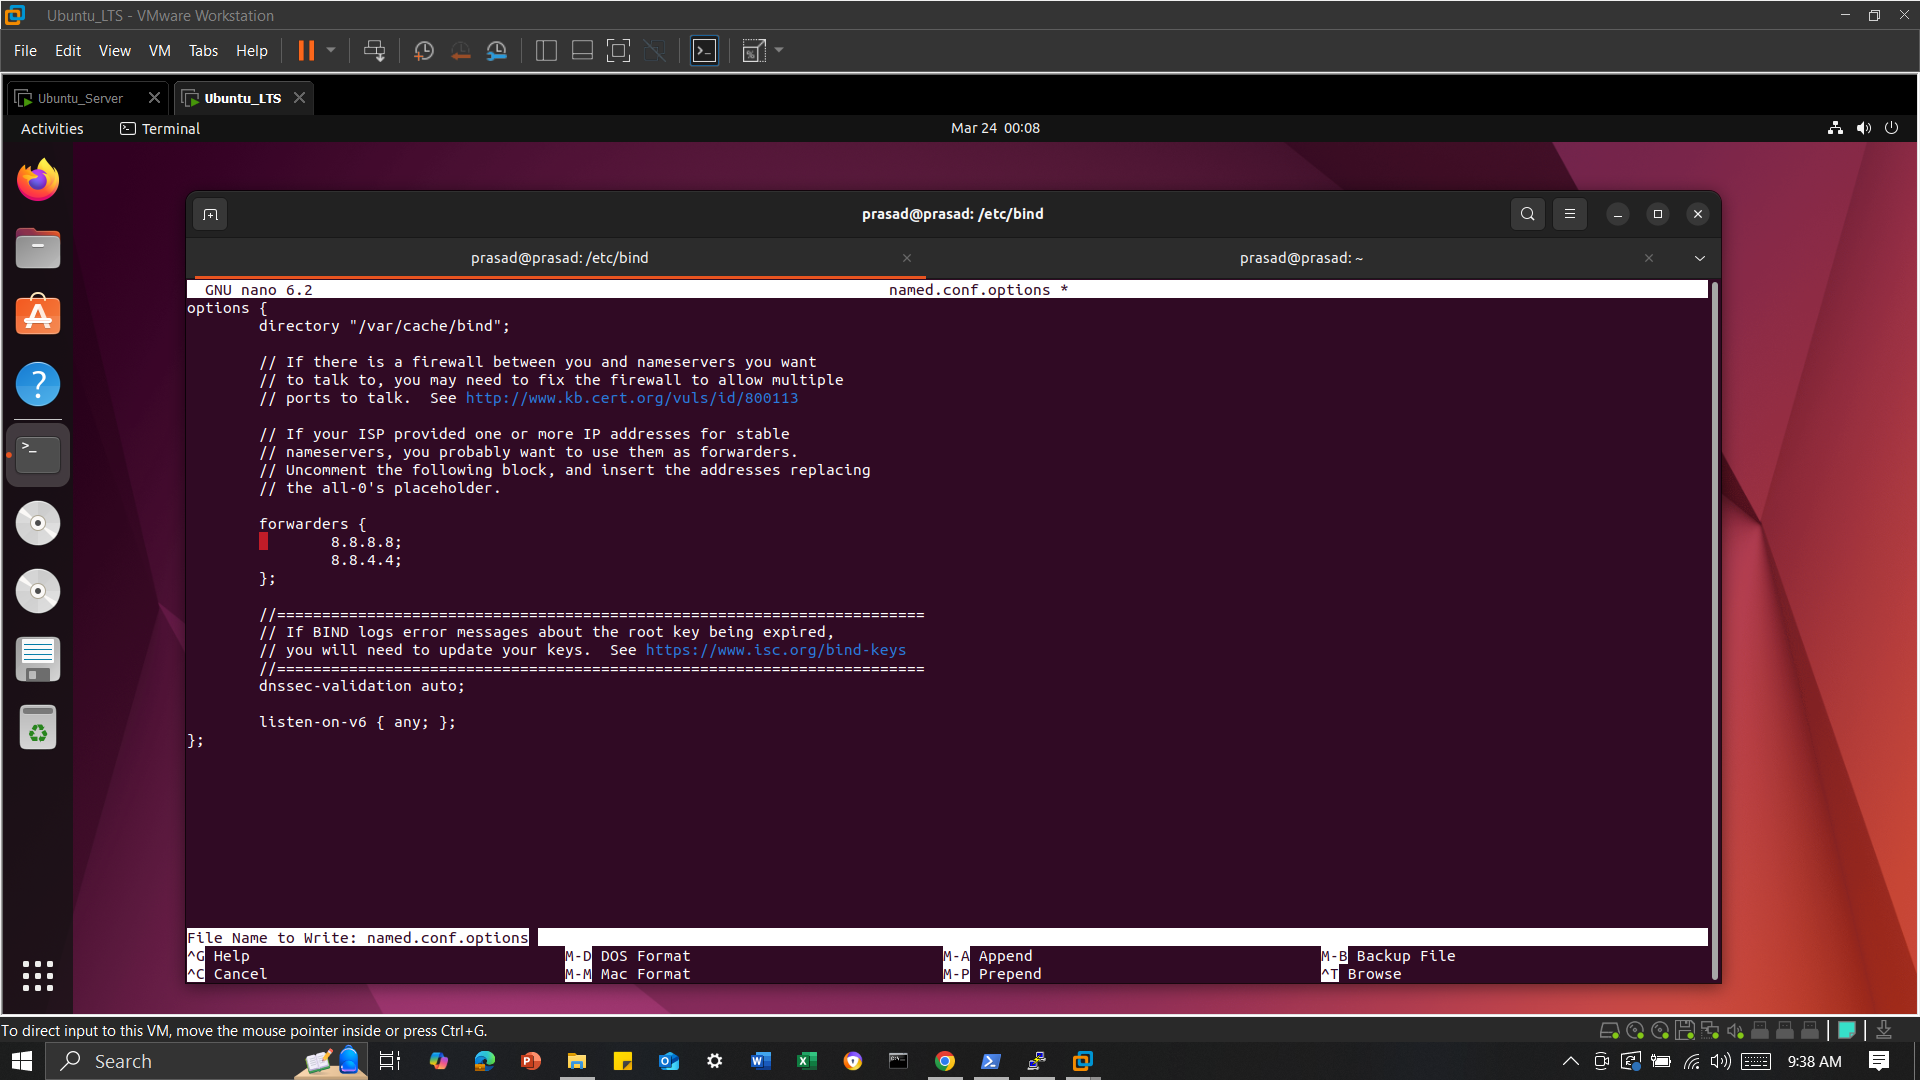 Ubuntu_LTS - VMware Workstation
File Edit View VM Tabs Help
Ubuntu_Server Ubuntu_LTS
Activities Terminal Mar 24 00:08
prasad@prasad: /etc/bind
prasad@prasad: /etc/bind prasad@prasad: ~
GNU nano 6.2 named.conf.options *
options {
directory "/var/cache/bind";
// If there is a firewall between you and nameservers you want
// to talk to, you may need to fix the firewall to allow multiple
// ports to talk.  See http://www.kb.cert.org/vuls/id/800113
// If your ISP provided one or more IP addresses for stable
// nameservers, you probably want to use them as forwarders.
// Uncomment the following block, and insert the addresses replacing
// the all-0's placeholder.
forwarders {
8.8.8.8;
8.8.4.4;
};
//========================================================================
// If BIND logs error messages about the root key being expired,
// you will need to update your keys.  See https://www.isc.org/bind-keys
//========================================================================
dnssec-validation auto;
listen-on-v6 { any; };
};
File Name to Write: named.conf.options
^G Help M-D DOS Format M-A Append M-B Backup File
^C Cancel M-M Mac Format M-P Prepend ^T Browse
To direct input to this VM, move the mouse pointer inside or press Ctrl+G.
Search 9:38 AM